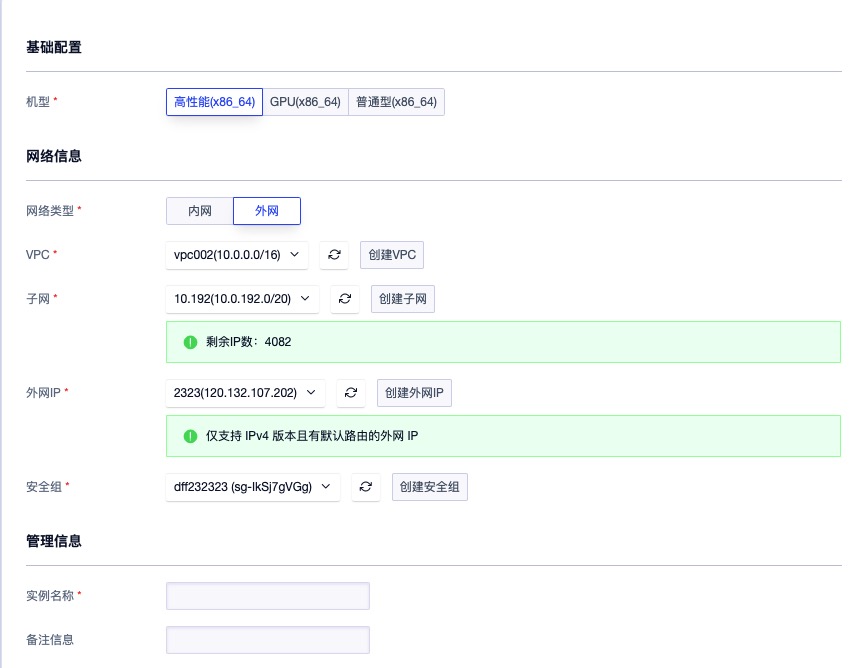 基础配置
机型 * 高性能(x86_64) GPU(x86_64) 普通型(x86_64)
网络信息
网络类型 * 内网 外网
VPC * vpc002(10.0.0.0/16) 创建VPC
子网 * 10.192(10.0.192.0/20) 创建子网
剩余IP数：4082
外网IP * 2323(120.132.107.202) 创建外网IP
仅支持 IPv4 版本且有默认路由的外网 IP
安全组 * dff232323 (sg-lkSj7gVGg) 创建安全组
管理信息
实例名称 *
备注信息